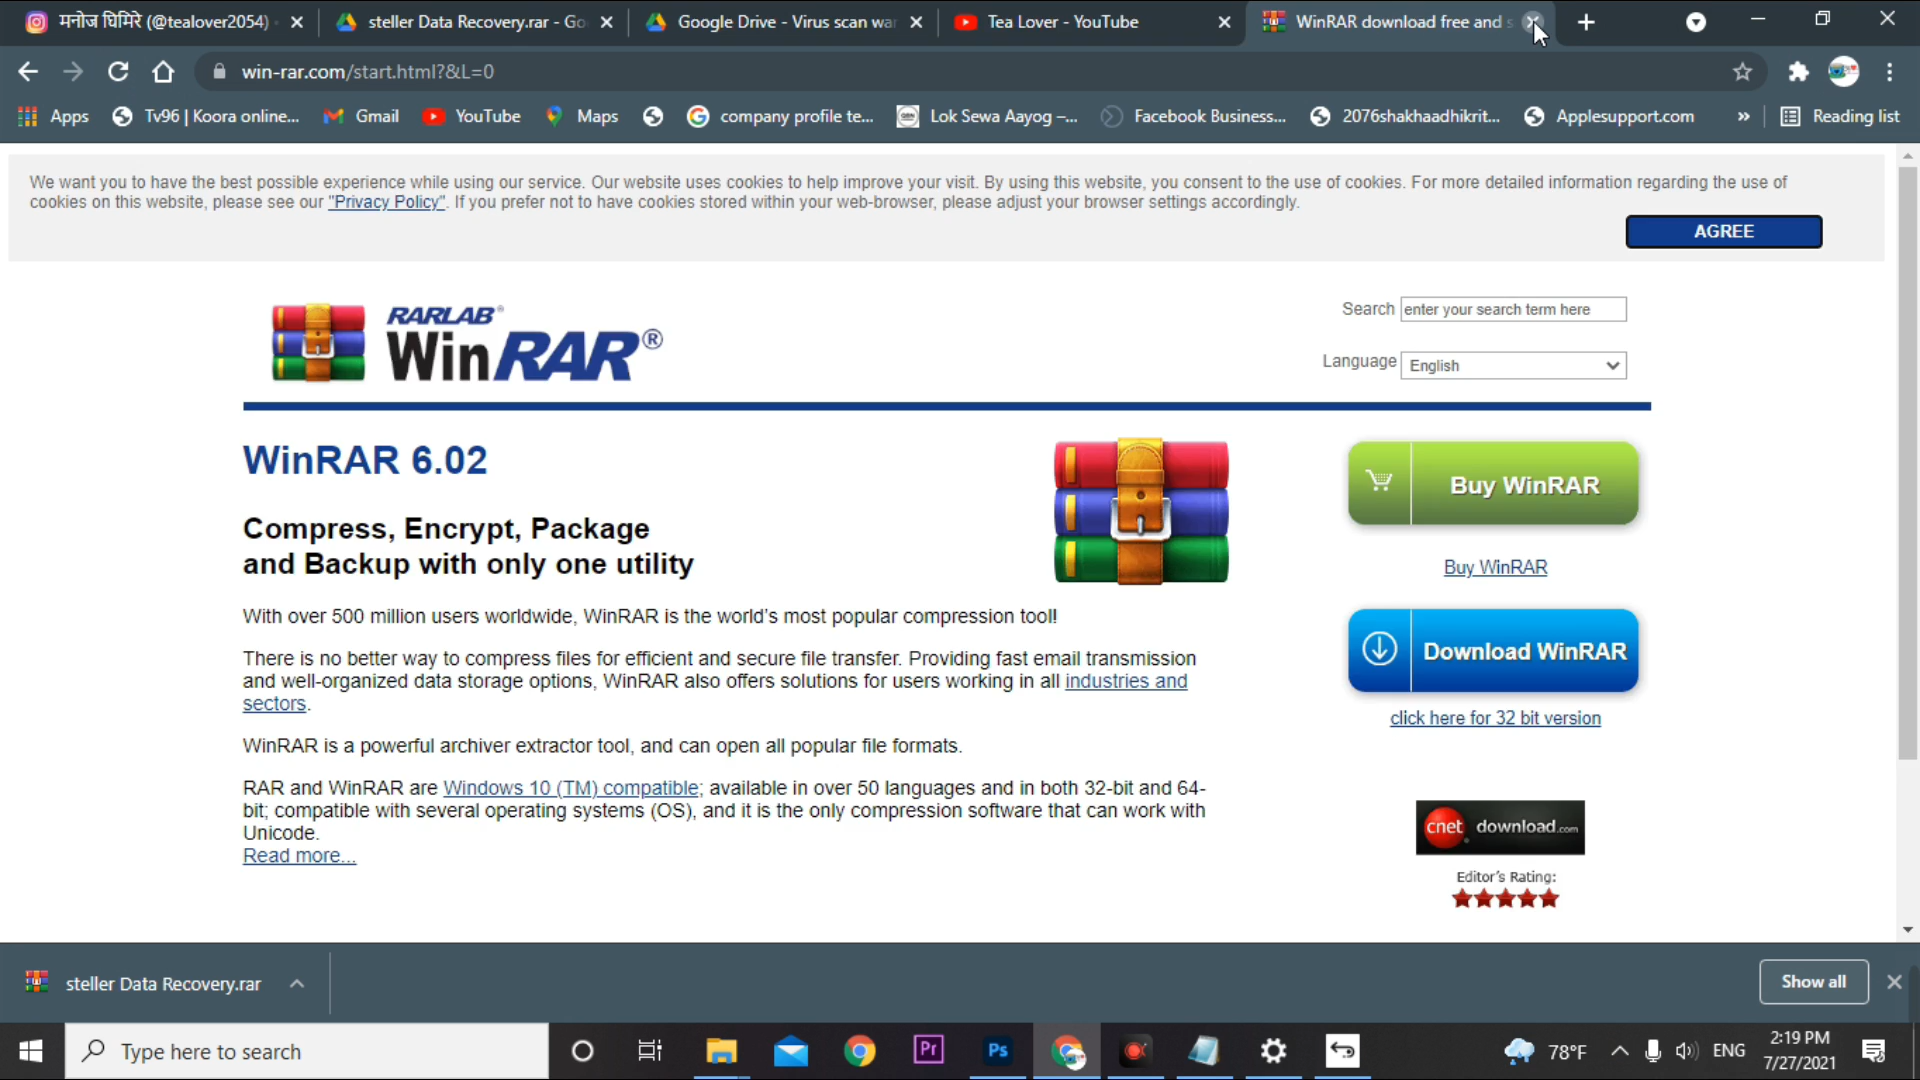 मनोज घिमिरे (@tealover2054)
steller Data Recovery.rar - Go
Google Drive - Virus scan wa
Tea Lover - YouTube
WinRAR download free and s
win-rar.com/start.html?&L=0
Apps
Tv96 | Koora online...
Gmail
YouTube
Maps
company profile te...
Lok Sewa Aayog –...
Facebook Business...
2076shakhaadhikrit...
Applesupport.com
»
Reading list
We want you to have the best possible experience while using our service. Our website uses cookies to help improve your visit. By using this website, you consent to the use of cookies. For more detailed information regarding the use of
cookies on this website, please see our "Privacy Policy". If you prefer not to have cookies stored within your web-browser, please adjust your browser settings accordingly.
AGREE
RARLAB®
WinRAR®
Search enter your search term here
Language English
WinRAR 6.02
Compress, Encrypt, Package
and Backup with only one utility
With over 500 million users worldwide, WinRAR is the world's most popular compression tool!
There is no better way to compress files for efficient and secure file transfer. Providing fast email transmission
and well-organized data storage options, WinRAR also offers solutions for users working in all industries and
sectors.
WinRAR is a powerful archiver extractor tool, and can open all popular file formats.
RAR and WinRAR are Windows 10 (TM) compatible; available in over 50 languages and in both 32-bit and 64-
bit; compatible with several operating systems (OS), and it is the only compression software that can work with
Unicode.
Read more...
Buy WinRAR
Buy WinRAR
Download WinRAR
click here for 32 bit version
cnet download.com
Editor's Rating:
steller Data Recovery.rar
Show all
Type here to search
Pr
Ps
78°F
ENG
2:19 PM
7/27/2021